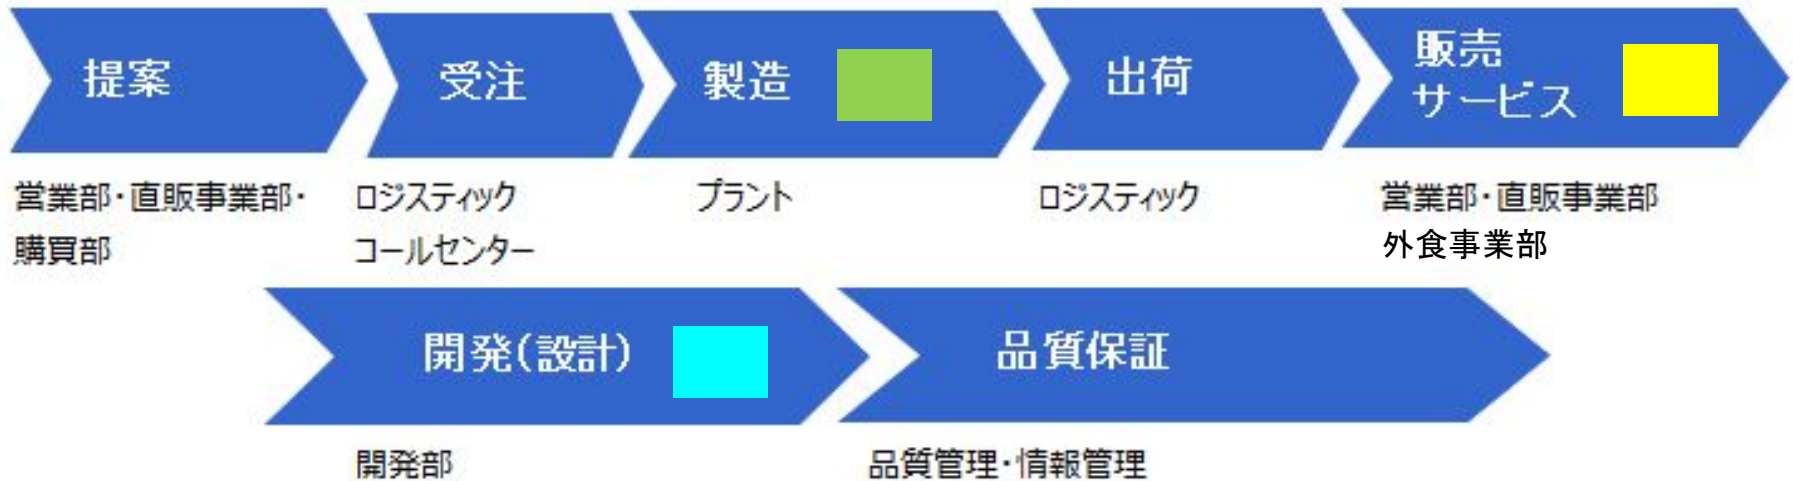 提案
受注
製造
出荷
販売
サービス
営業部・直販事業部・
購買部
ロジスティック
コールセンター
プラント
ロジスティック
営業部・直販事業部
外食事業部
開発(設計)
品質保証
開発部
品質管理・情報管理